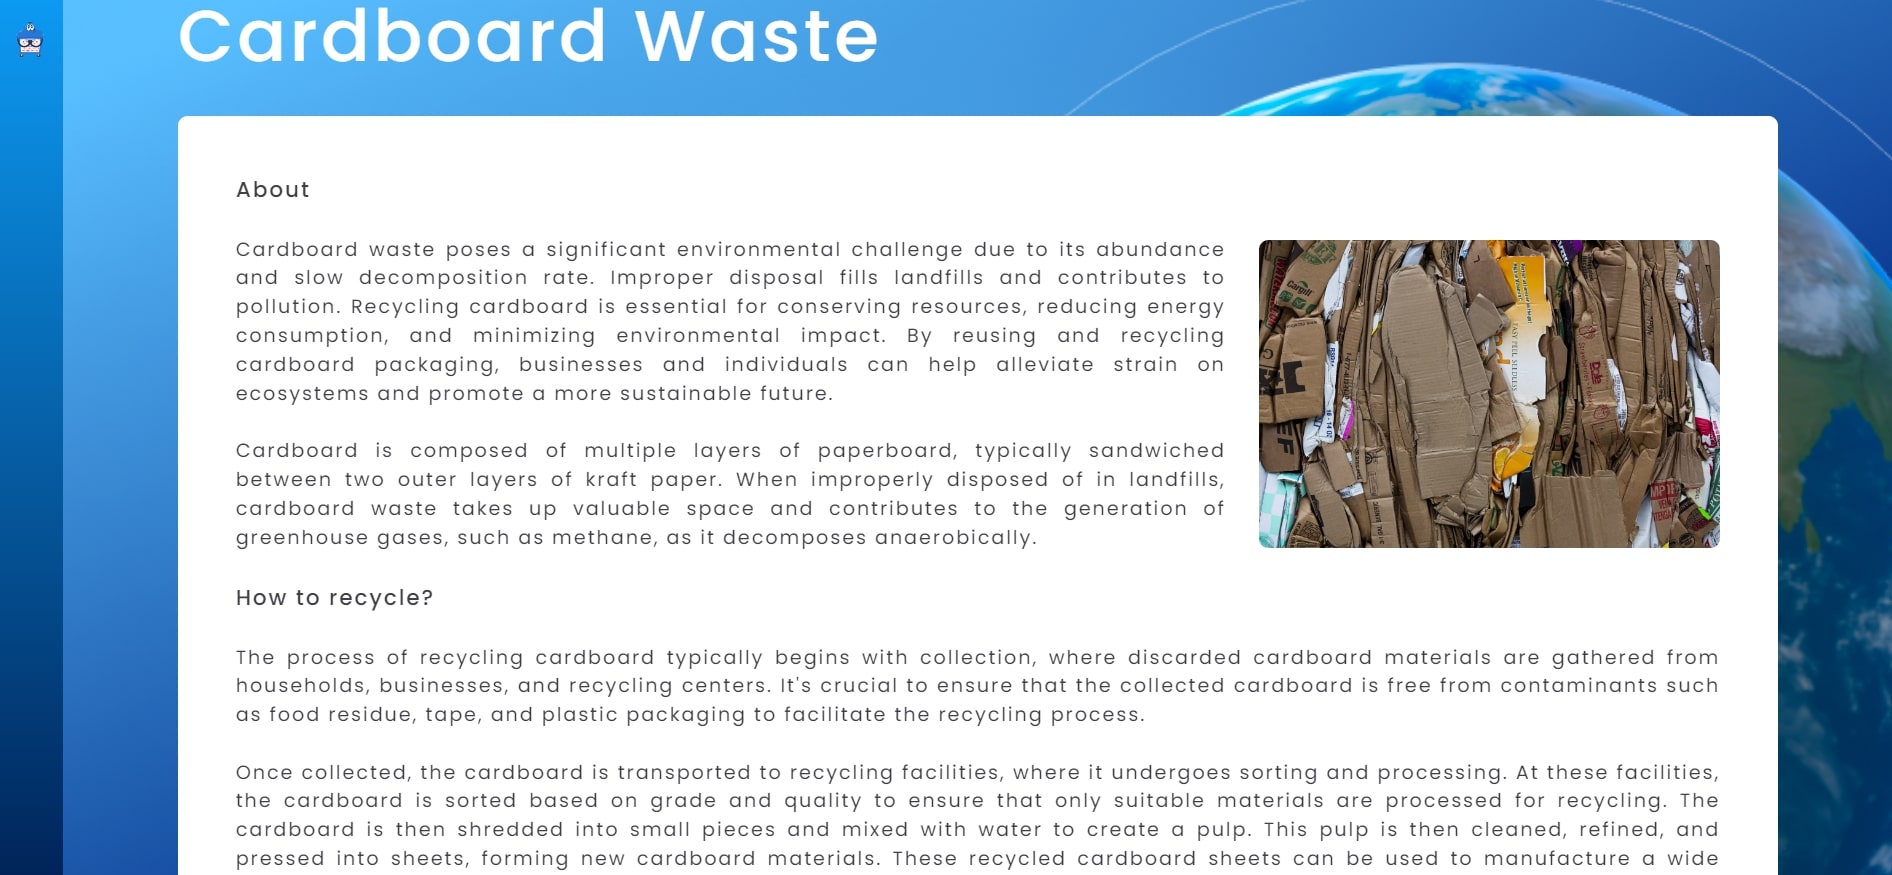 Cardboard Waste
About
Cardboard waste poses a significant environmental challenge due to its abundance
and slow decomposition rate. Improper disposal fills landfills and contributes to
pollution. Recycling cardboard is essential for conserving resources, reducing energy
consumption, and minimizing environmental impact. By reusing and recycling
cardboard packaging, businesses and individuals can help alleviate strain on
ecosystems and promote a more sustainable future.
Cardboard is composed of multiple layers of paperboard, typically sandwiched
between two outer layers of kraft paper. When improperly disposed of in landfills,
cardboard waste takes up valuable space and contributes to the generation of
greenhouse gases, such as methane, as it decomposes anaerobically.
Cargill
EASY PEEL SEEDLESS
Dole
How to recycle?
The process of recycling cardboard typically begins with collection, where discarded cardboard materials are gathered from
households, businesses, and recycling centers. It's crucial to ensure that the collected cardboard is free from contaminants such
as food residue, tape, and plastic packaging to facilitate the recycling process.
Once collected, the cardboard is transported to recycling facilities, where it undergoes sorting and processing. At these facilities,
the cardboard is sorted based on grade and quality to ensure that only suitable materials are processed for recycling. The
cardboard is then shredded into small pieces and mixed with water to create a pulp. This pulp is then cleaned, refined, and
pressed into sheets, forming new cardboard materials. These recycled cardboard sheets can be used to manufacture a wide